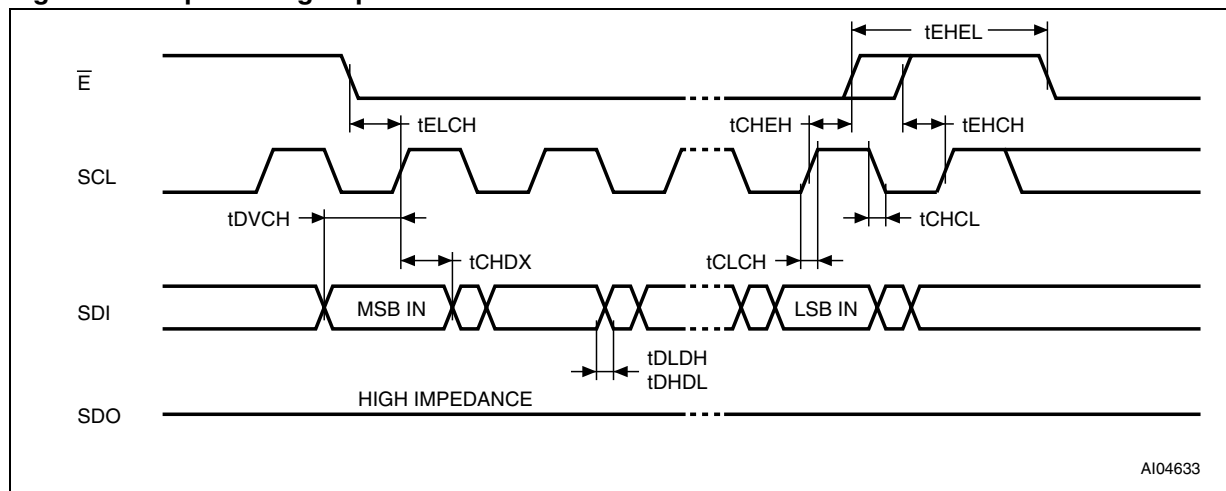 tEHEL
E
tELCH
tCHEH
tEHCH
SCL
tDVCH
tCHCL
tCHDX
tCLCH
SDI
MSB IN
LSB IN
tDLDH
tDHDL
HIGH IMPEDANCE
SDO
AI04633